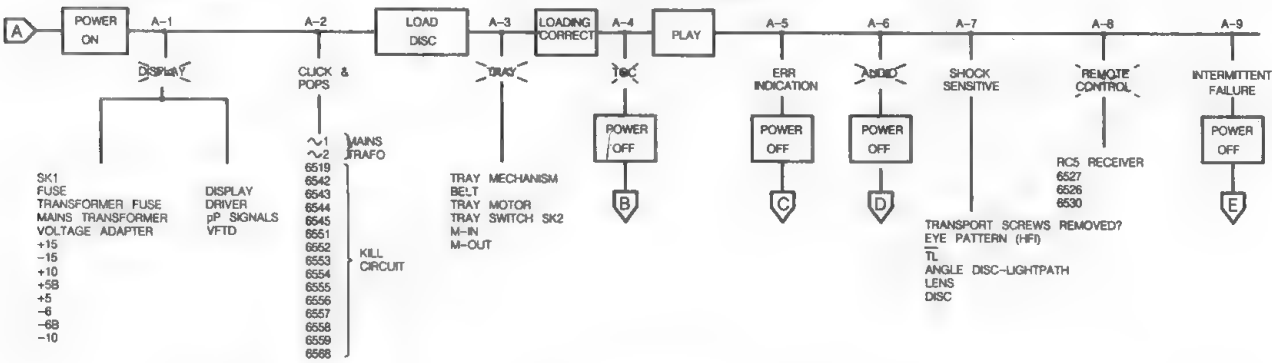 A
POWER ON
A-1
A-2
LOAD DISC
A-3
LOADING CORRECT
A-4
PLAY
A-5
A-6
A-7
A-8
A-9
DISPLAY
CLICK & POPS
TRAY
TOC
ERR INDICATION
AUDIO
SHOCK SENSITIVE
REMOTE CONTROL
INTERMITTENT FAILURE
POWER OFF
POWER OFF
POWER OFF
POWER OFF
B
C
D
E
SK1
FUSE
TRANSFORMER FUSE
MAINS TRANSFORMER
VOLTAGE ADAPTER
+15
-15
+10
+5B
+5
-6
-6B
-10
DISPLAY
DRIVER
pP SIGNALS
VFTD
~1 MAINS
~2 TRAFO
6519
6542
6543
6544
6545
6551
6552
6553
6554
6555
6556
6557
6558
6559
6568
KILL CIRCUIT
TRAY MECHANISM
BELT
TRAY MOTOR
TRAY SWITCH SK2
M-IN
M-OUT
TRANSPORT SCREWS REMOVED?
EYE PATTERN (HFI)
TL
ANGLE DISC-LIGHTPATH
LENS
DISC
RC5 RECEIVER
6527
6526
6530